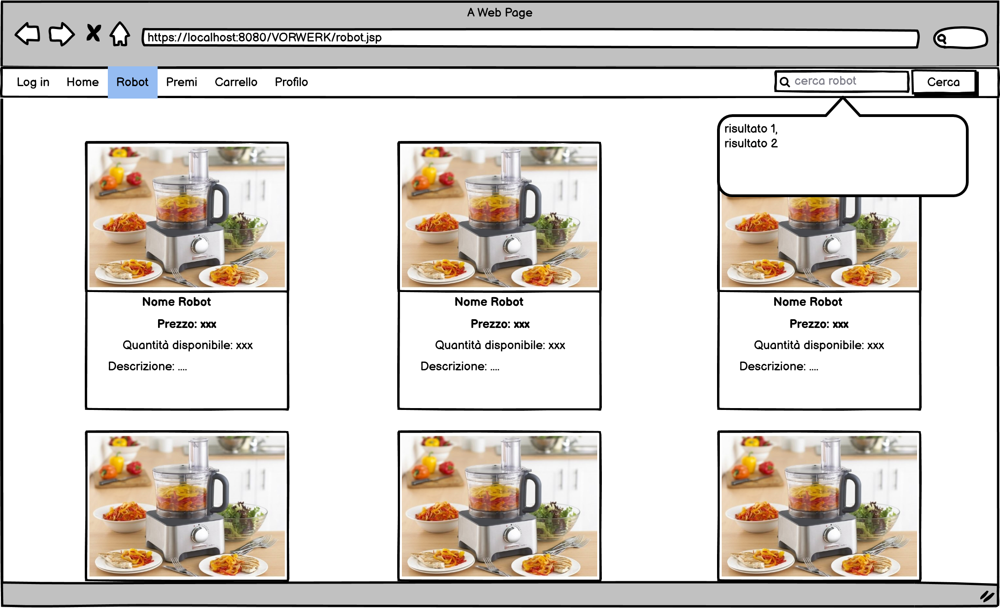 A Web Page
https://localhost:8080/VORWERK/robot.jsp
Log in Home Robot Premi Carrello Profilo cerca robot Cerca
risultato 1,
risultato 2
Nome Robot
Prezzo: xxx
Quantità disponibile: xxx
Descrizione: ....
Nome Robot
Prezzo: xxx
Quantità disponibile: xxx
Descrizione: ....
Nome Robot
Prezzo: xxx
Quantità disponibile: xxx
Descrizione: ....